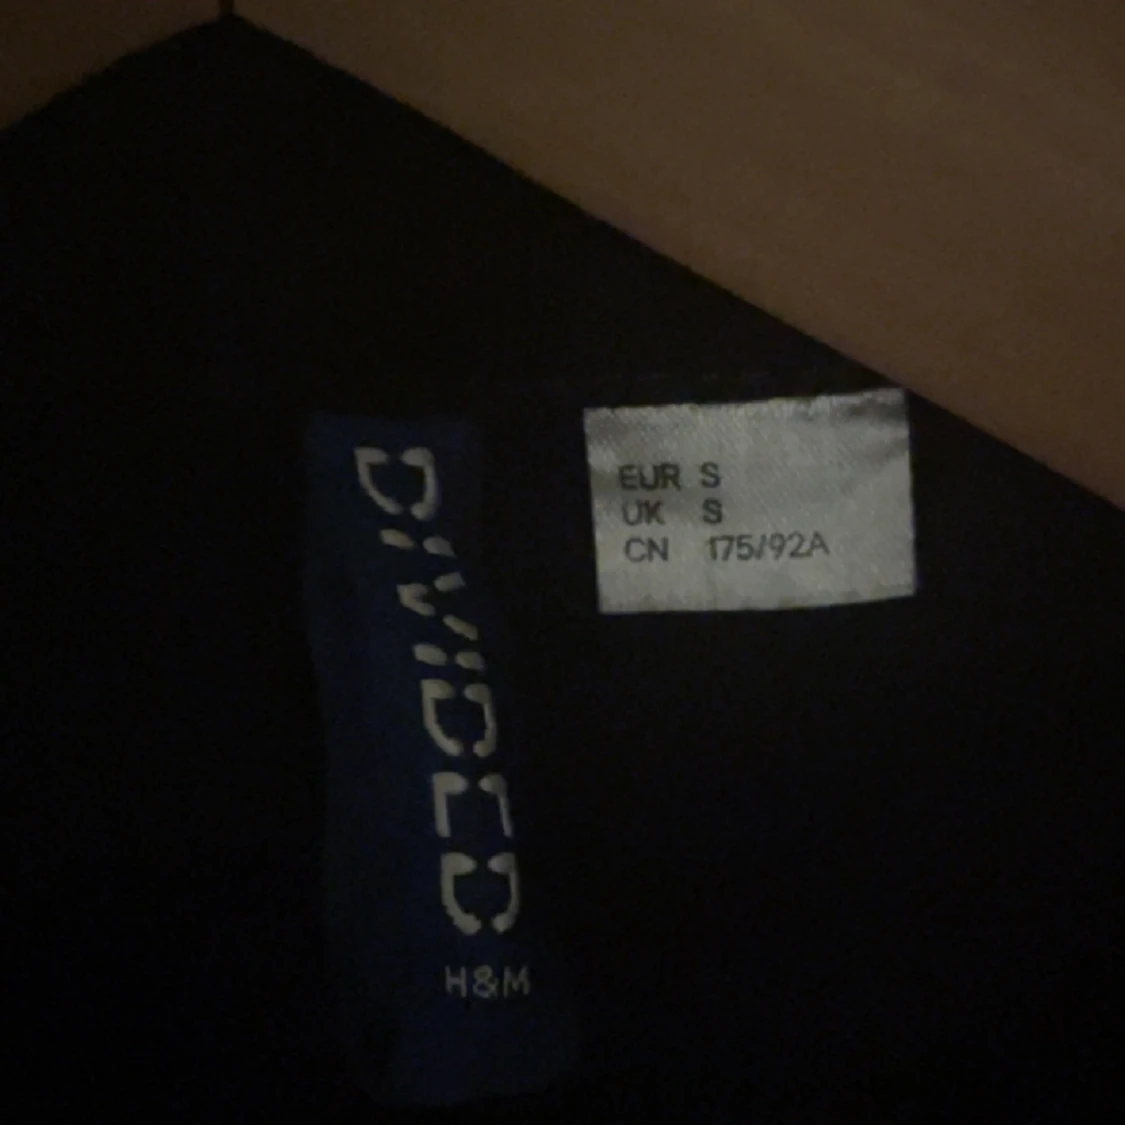 DIVIDED
H&M
EUR S
UK S
CN 175/92A